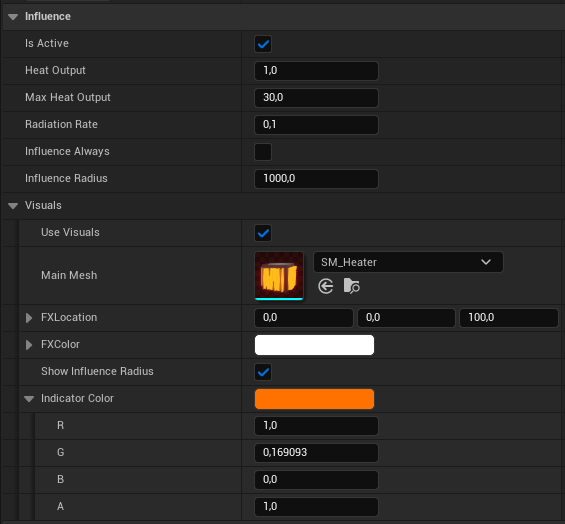 Influence
Is Active
Heat Output 1,0
Max Heat Output 30,0
Radiation Rate 0,1
Influence Always
Influence Radius 1000,0
Visuals
Use Visuals
Main Mesh SM_Heater
FXLocation 0,0 0,0 100,0
FXColor
Show Influence Radius
Indicator Color
R 1,0
G 0,169093
B 0,0
A 1,0